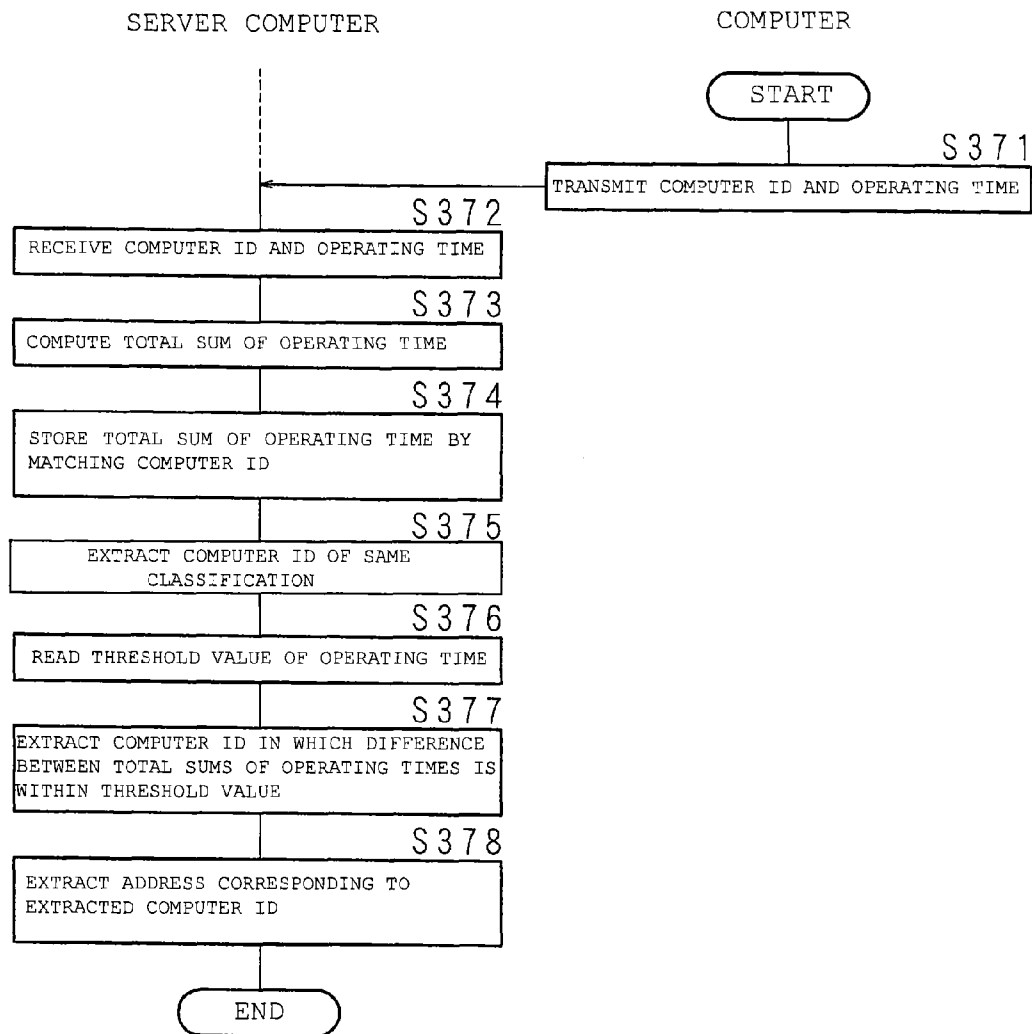 SERVER COMPUTER
COMPUTER
START
S371
TRANSMIT COMPUTER ID AND OPERATING TIME
S372
RECEIVE COMPUTER ID AND OPERATING TIME
S373
COMPUTE TOTAL SUM OF OPERATING TIME
S374
STORE TOTAL SUM OF OPERATING TIME BY
MATCHING COMPUTER ID
S375
EXTRACT COMPUTER ID OF SAME
CLASSIFICATION
S376
READ THRESHOLD VALUE OF OPERATING TIME
S377
EXTRACT COMPUTER ID IN WHICH DIFFERENCE
BETWEEN TOTAL SUMS OF OPERATING TIMES IS
WITHIN THRESHOLD VALUE
S378
EXTRACT ADDRESS CORRESPONDING TO
EXTRACTED COMPUTER ID
END